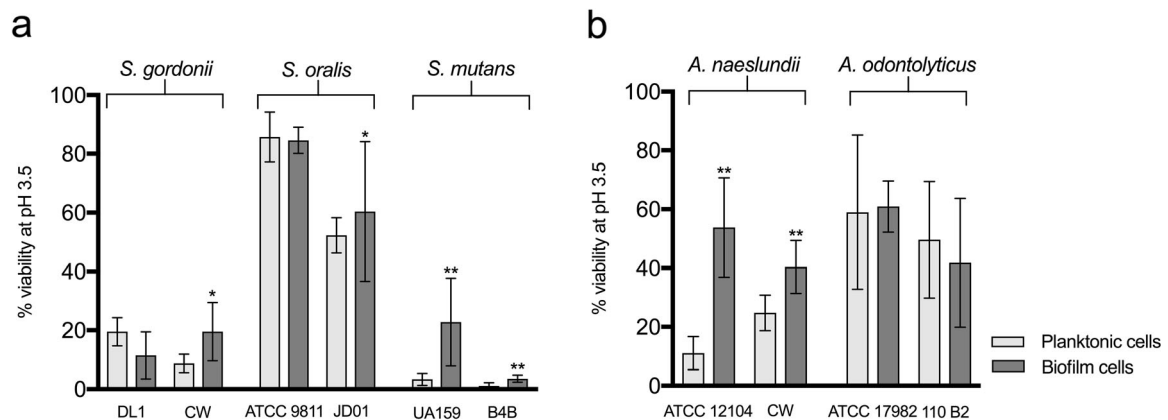 a
S. gordonii S. oralis S. mutans
100
80
60
40
20
0
% viability at pH 3.5
* * ** **
DL1 CW ATCC 9811 JD01 UA159 B4B
b
A. naeslundii A. odontolyticus
100
80
60
40
20
0
% viability at pH 3.5
** **
ATCC 12104 CW ATCC 17982 110 B2
Planktonic cells
Biofilm cells